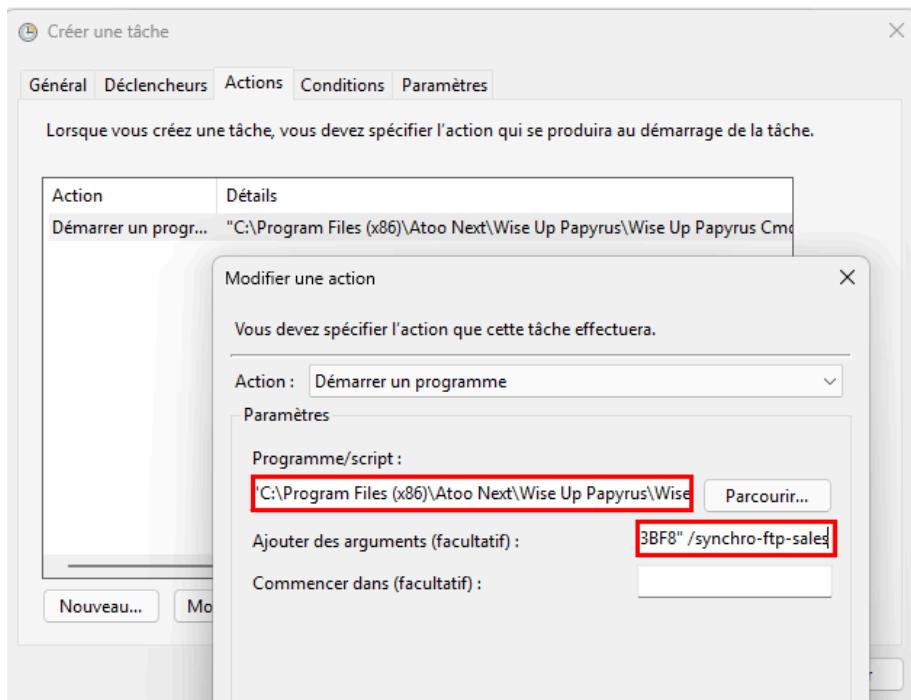 Créer une tâche
Général Déclencheurs Actions Conditions Paramètres
Lorsque vous créez une tâche, vous devez spécifier l'action qui se produira au démarrage de la tâche.
Action Détails
Démarrer un progr... "C:\Program Files (x86)\Atoo Next\Wise Up Papyrus\Wise Up Papyrus Cmd
Modifier une action
Vous devez spécifier l'action que cette tâche effectuera.
Action : Démarrer un programme
Paramètres
Programme/script :
"C:\Program Files (x86)\Atoo Next\Wise Up Papyrus\Wise Parcourir...
Ajouter des arguments (facultatif) : 3BF8" /synchro-ftp-sales
Commencer dans (facultatif) :
Nouveau... Mo